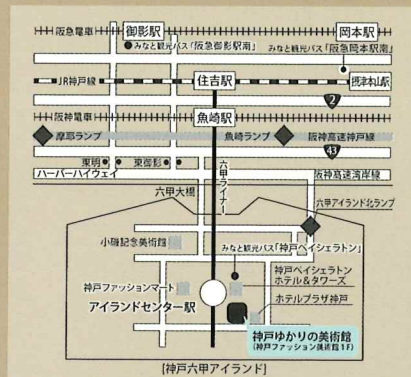 阪急電車
御影駅
岡本駅
みなと観光バス「阪急御影駅南」
みなと観光バス「阪急岡本駅南」
JR神戸線
住吉駅
摂津本山駅
2
阪神電車
魚崎駅
摩耶ランプ
魚崎ランプ
阪神高速神戸線
43
東明
東御影
ハーバーハイウェイ
六甲ライナー
阪神高速湾岸線
六甲大橋
六甲アイランド北ランプ
小磯記念美術館
みなと観光バス「神戸ベイシェラトン」
神戸ベイシェラトン
ホテル&タワーズ
神戸ファッションマート
ホテルプラザ神戸
アイランドセンター駅
神戸ゆかりの美術館
(神戸ファッション美術館1F)
[神戸六甲アイランド]